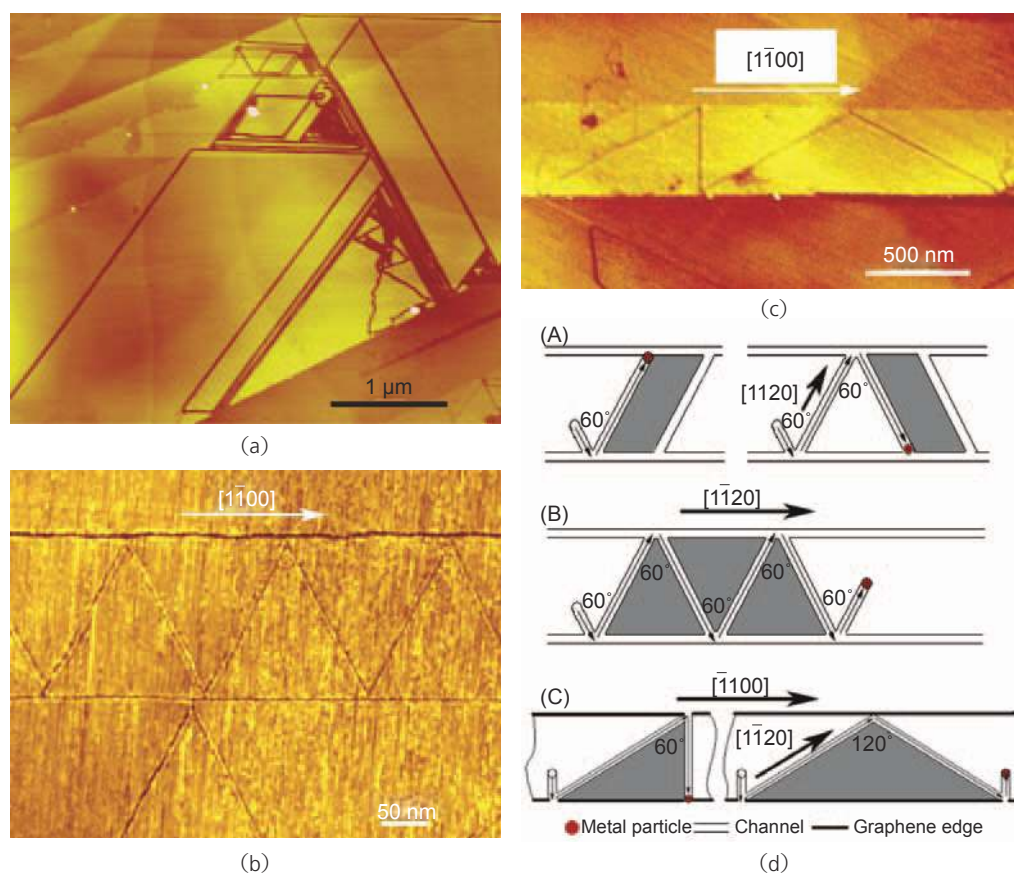 1 μm
(a)
[11̄00]
500 nm
(c)
[11̄00]
50 nm
(b)
(A)
60°
60°
[1120]
60°
[11̄20]
(B)
60°
60°
60°
60°
60°
[1̄100]
(C)
60°
[11̄20]
120°
Metal particle
Channel
Graphene edge
(d)